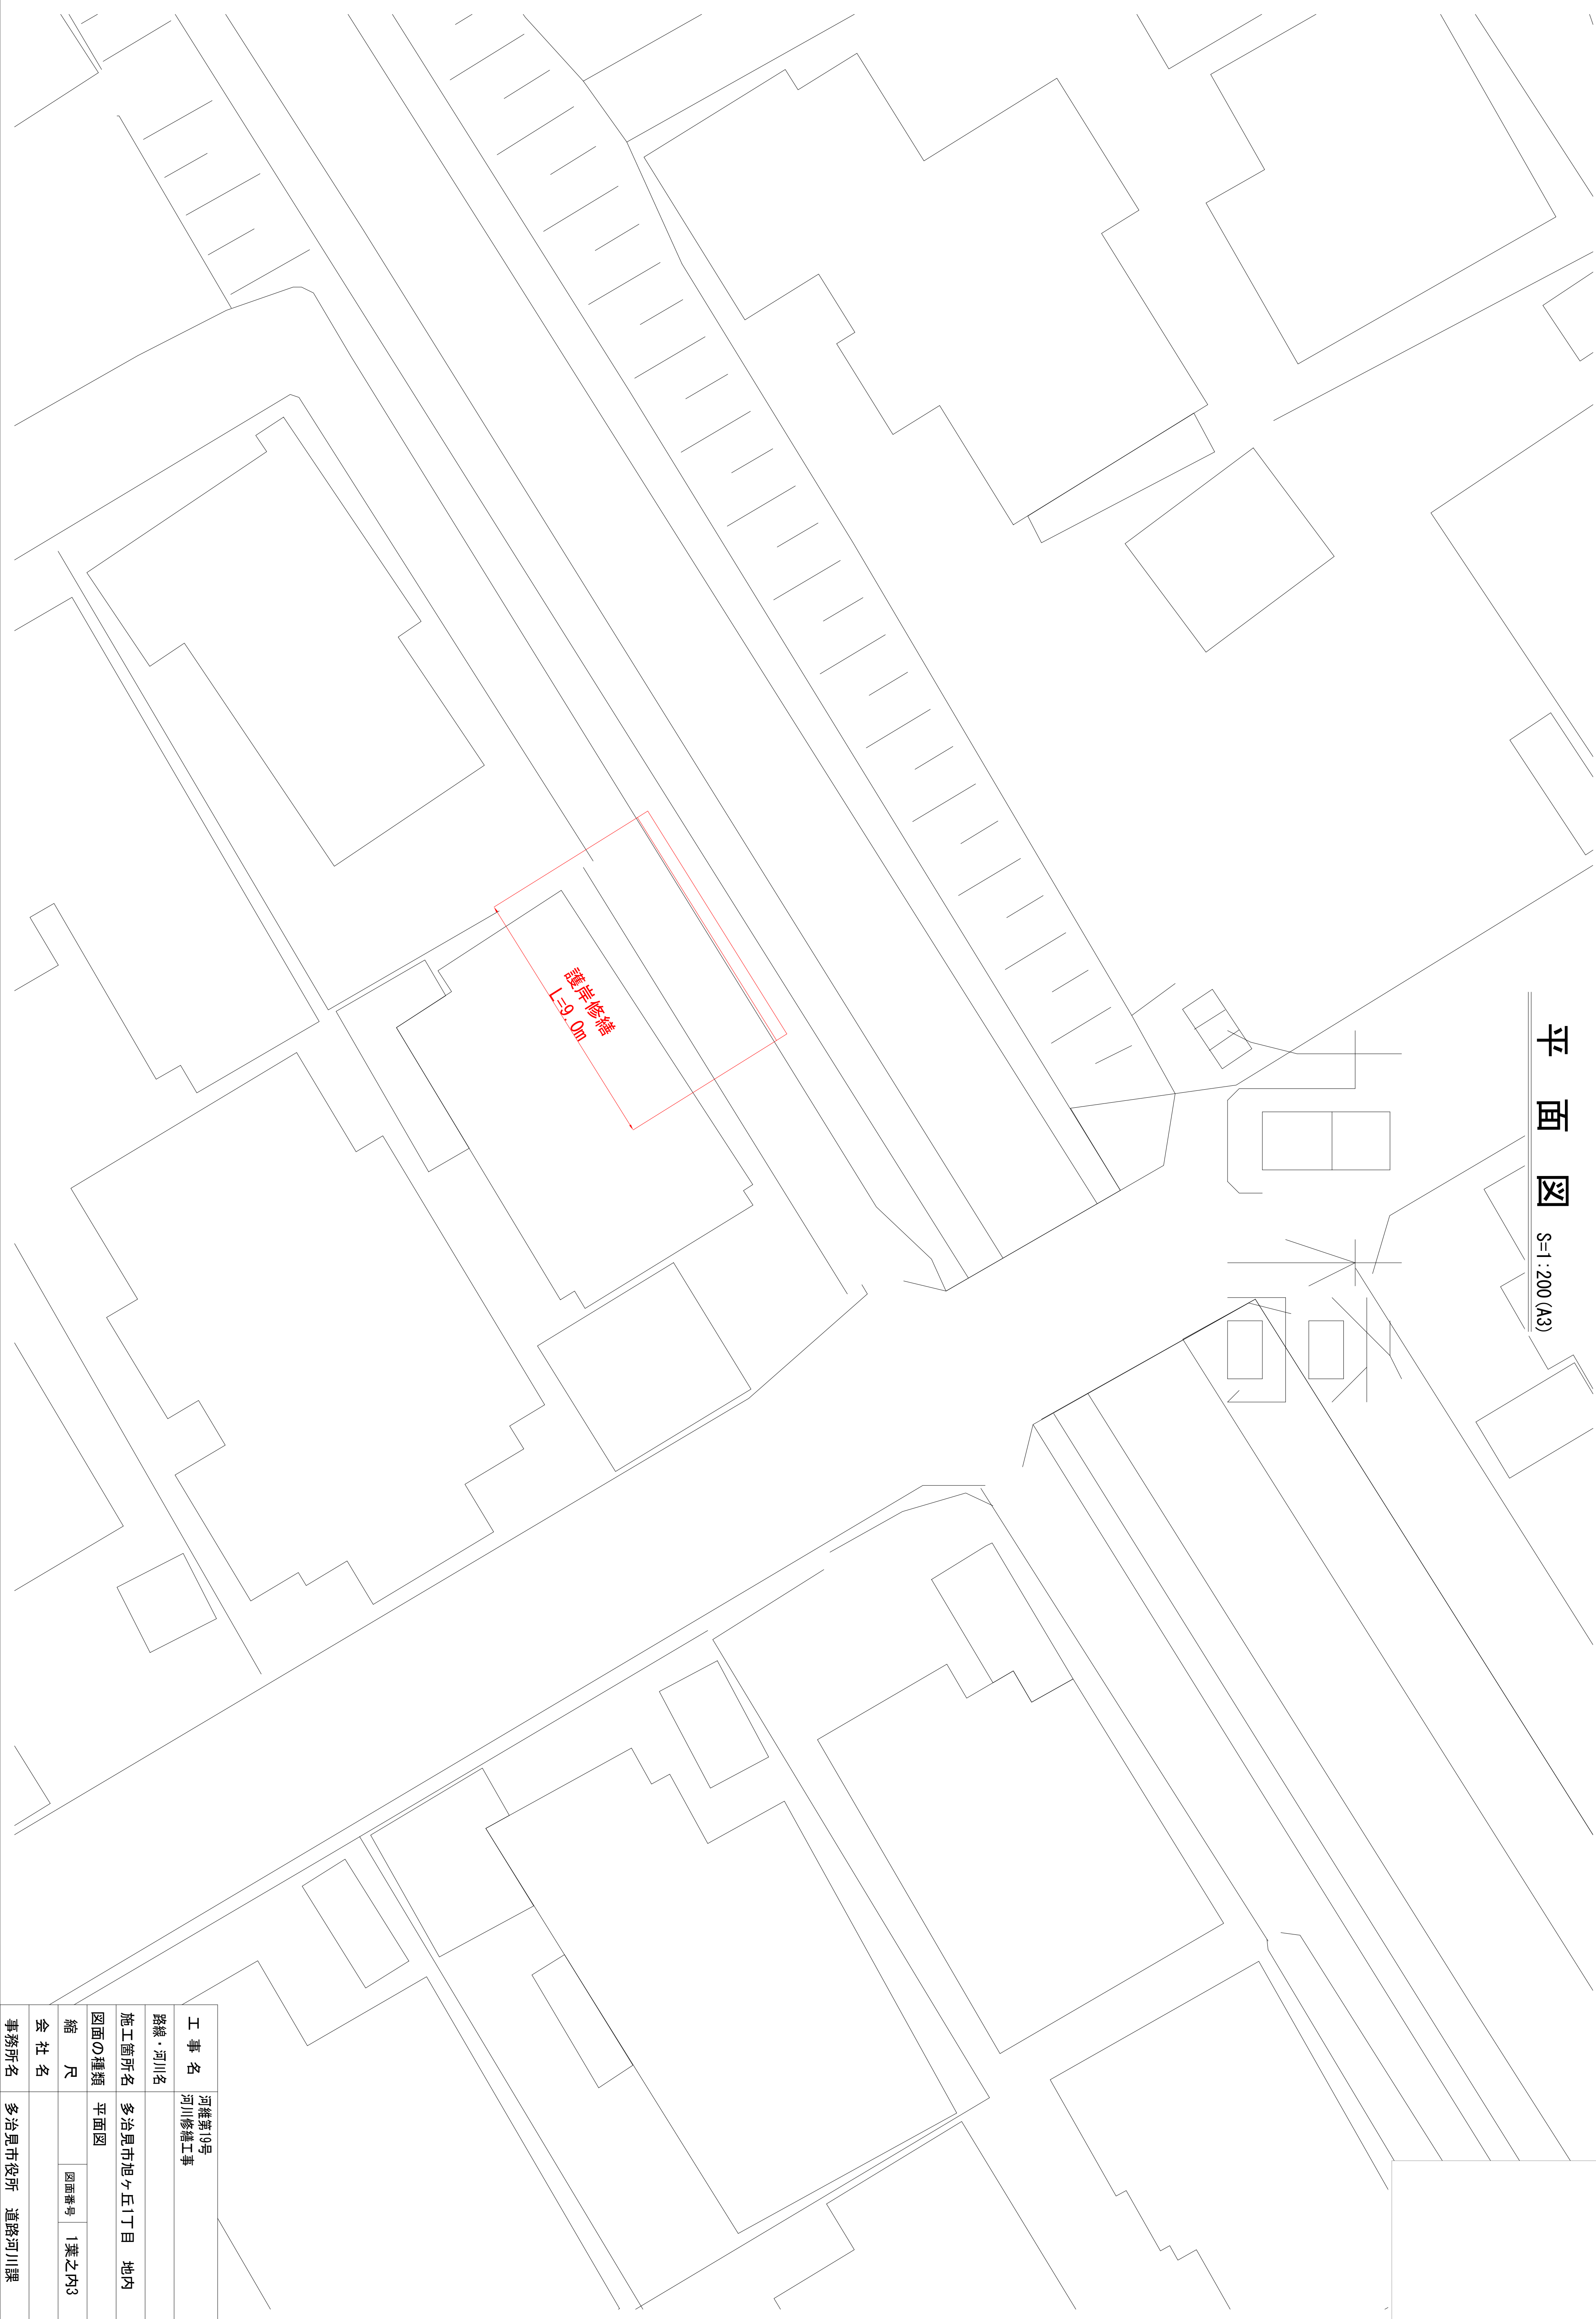 平面図 S=1:200(A3)
護岸修繕
L=9.0m
工事名 河維第19号
河川修繕工事
路線・河川名
施工箇所名 多治見市旭ヶ丘1丁目 地内
図面の種類 平面図
縮尺 図面番号 1葉之内3
会社名
事務所名 多治見市役所 道路河川課